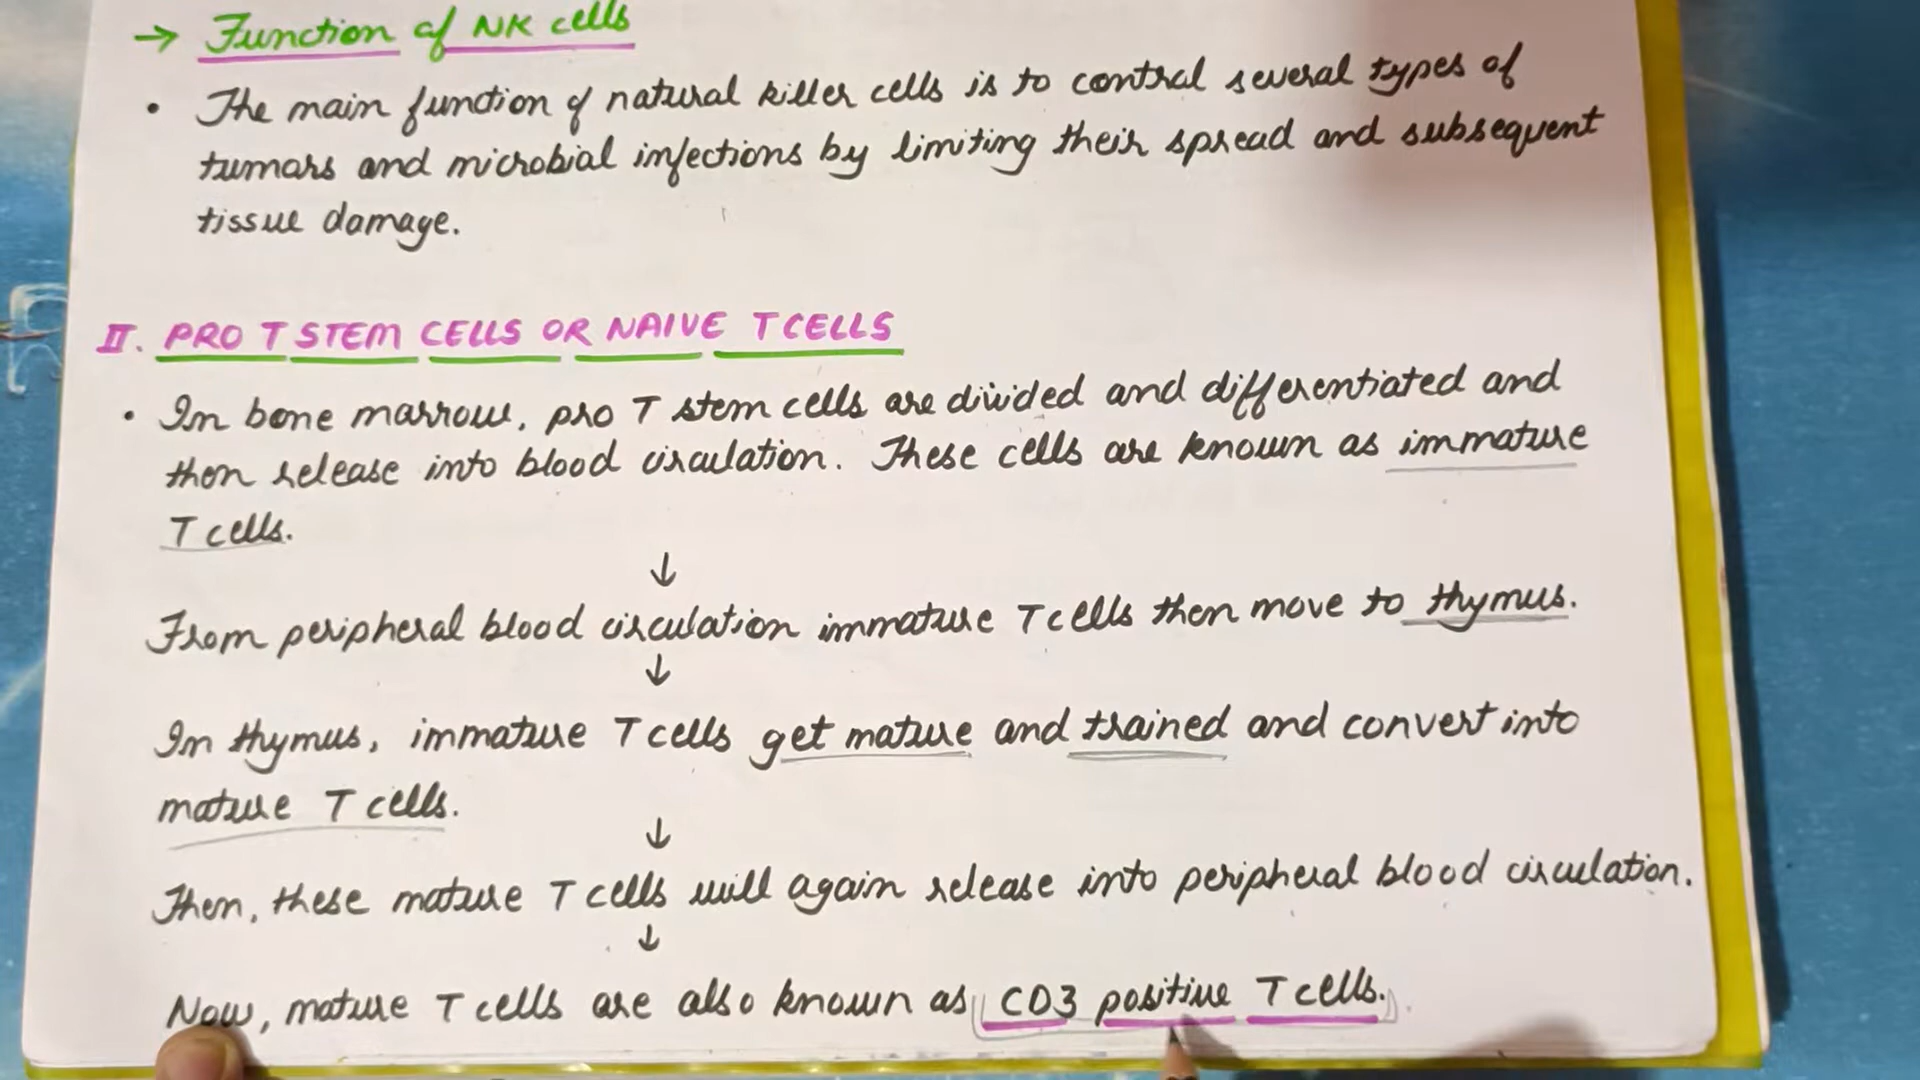 → Function of NK cells
• The main function of natural killer cells is to control several types of
tumors and microbial infections by limiting their spread and subsequent
tissue damage.
II. PRO T STEM CELLS OR NAIVE T CELLS
• In bone marrow, pro T stem cells are divided and differentiated and
then release into blood circulation. These cells are known as immature
T cells.
↓
From peripheral blood circulation immature T cells then move to thymus.
↓
In thymus, immature T cells get mature and trained and convert into
mature T cells.
↓
Then, these mature T cells will again release into peripheral blood circulation.
↓
Now, mature T cells are also known as CD3 positive T cells.